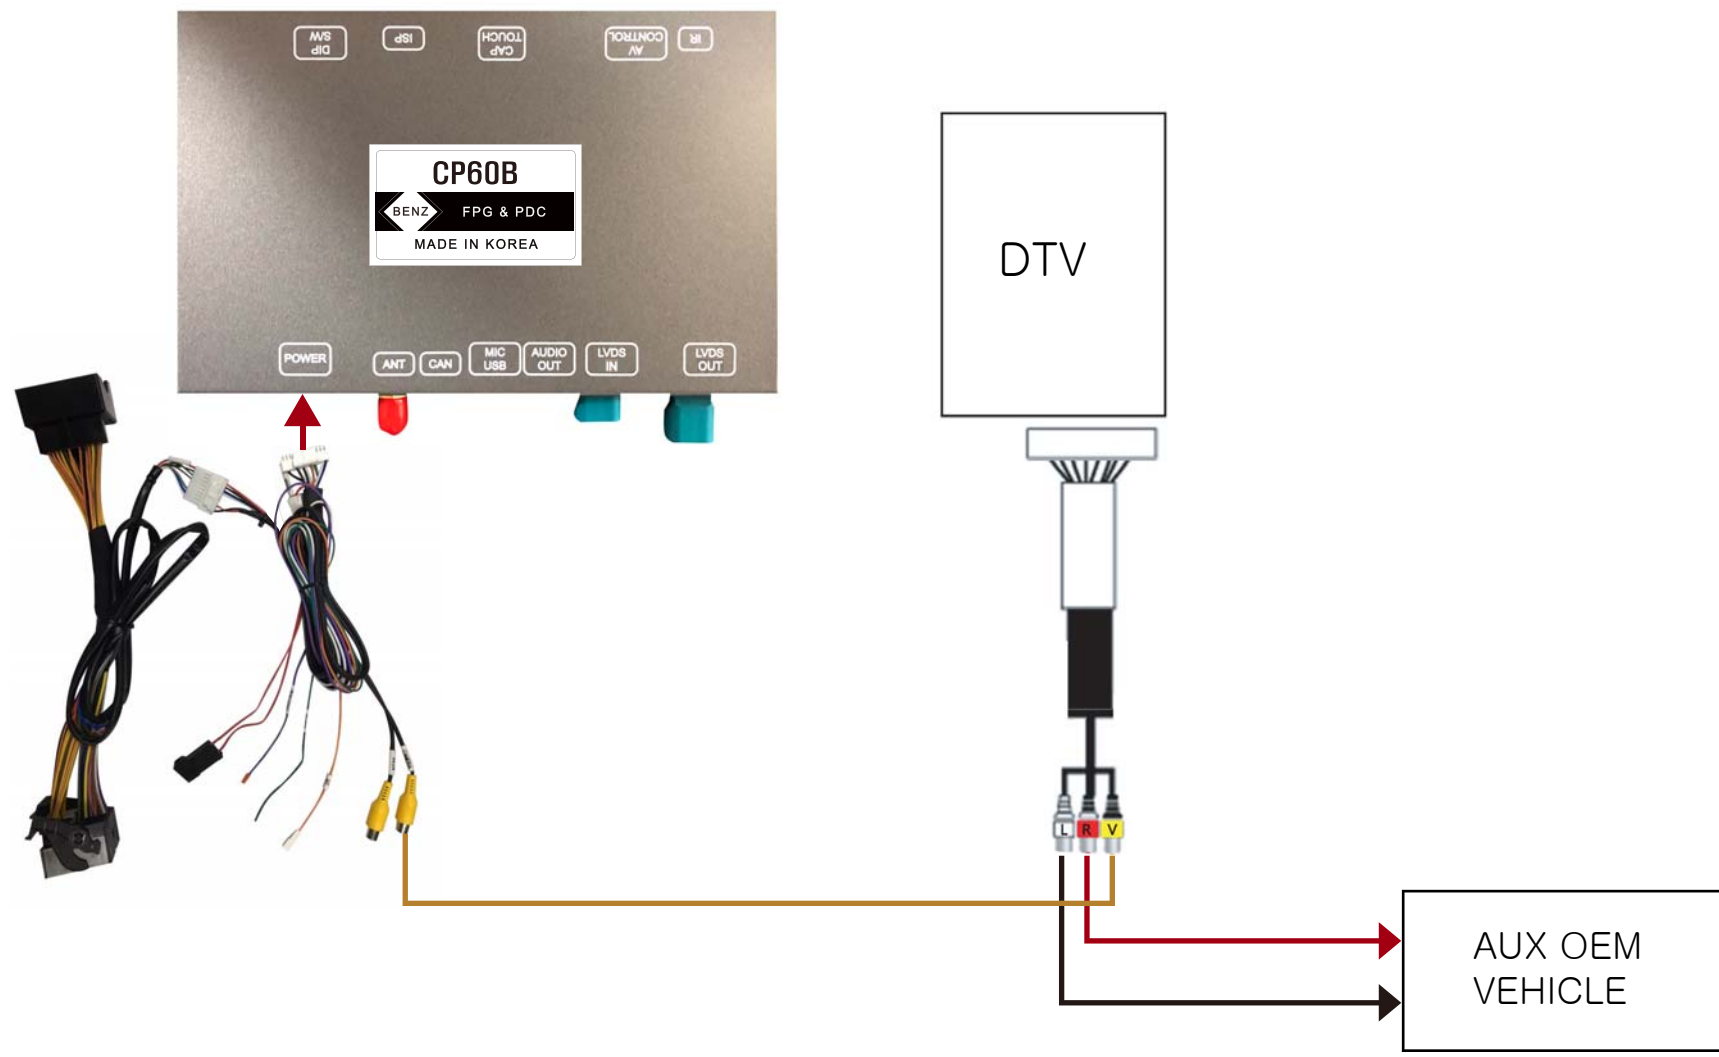 DIP
S/W
ISP
CAP
TOUCH
AV
CONTROL
IR
CP60B
BENZ
FPG & PDC
MADE IN KOREA
POWER
ANT
CAN
MIC
USB
AUDIO
OUT
LVDS
IN
LVDS
OUT
DTV
L
R
V
AUX OEM
VEHICLE